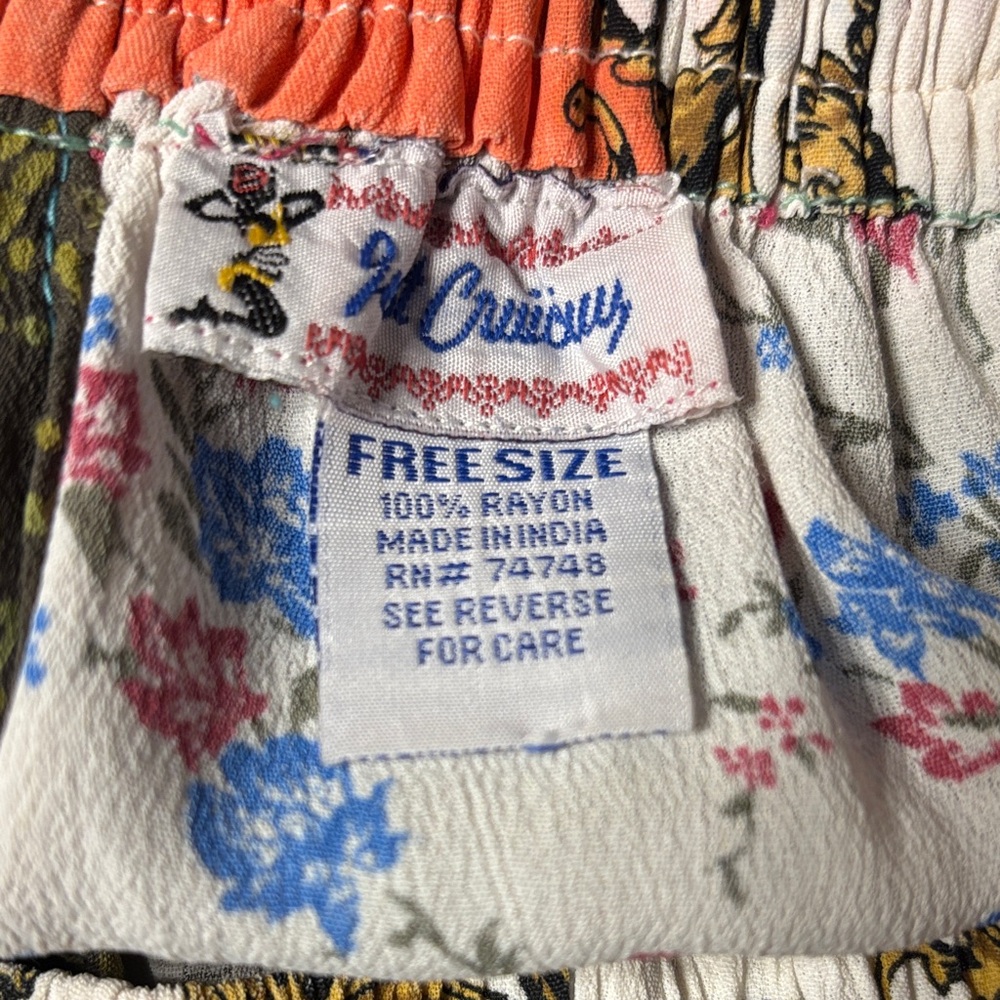 FREE SIZE
100% RAYON
MADE IN INDIA
RN# 74748
SEE REVERSE
FOR CARE